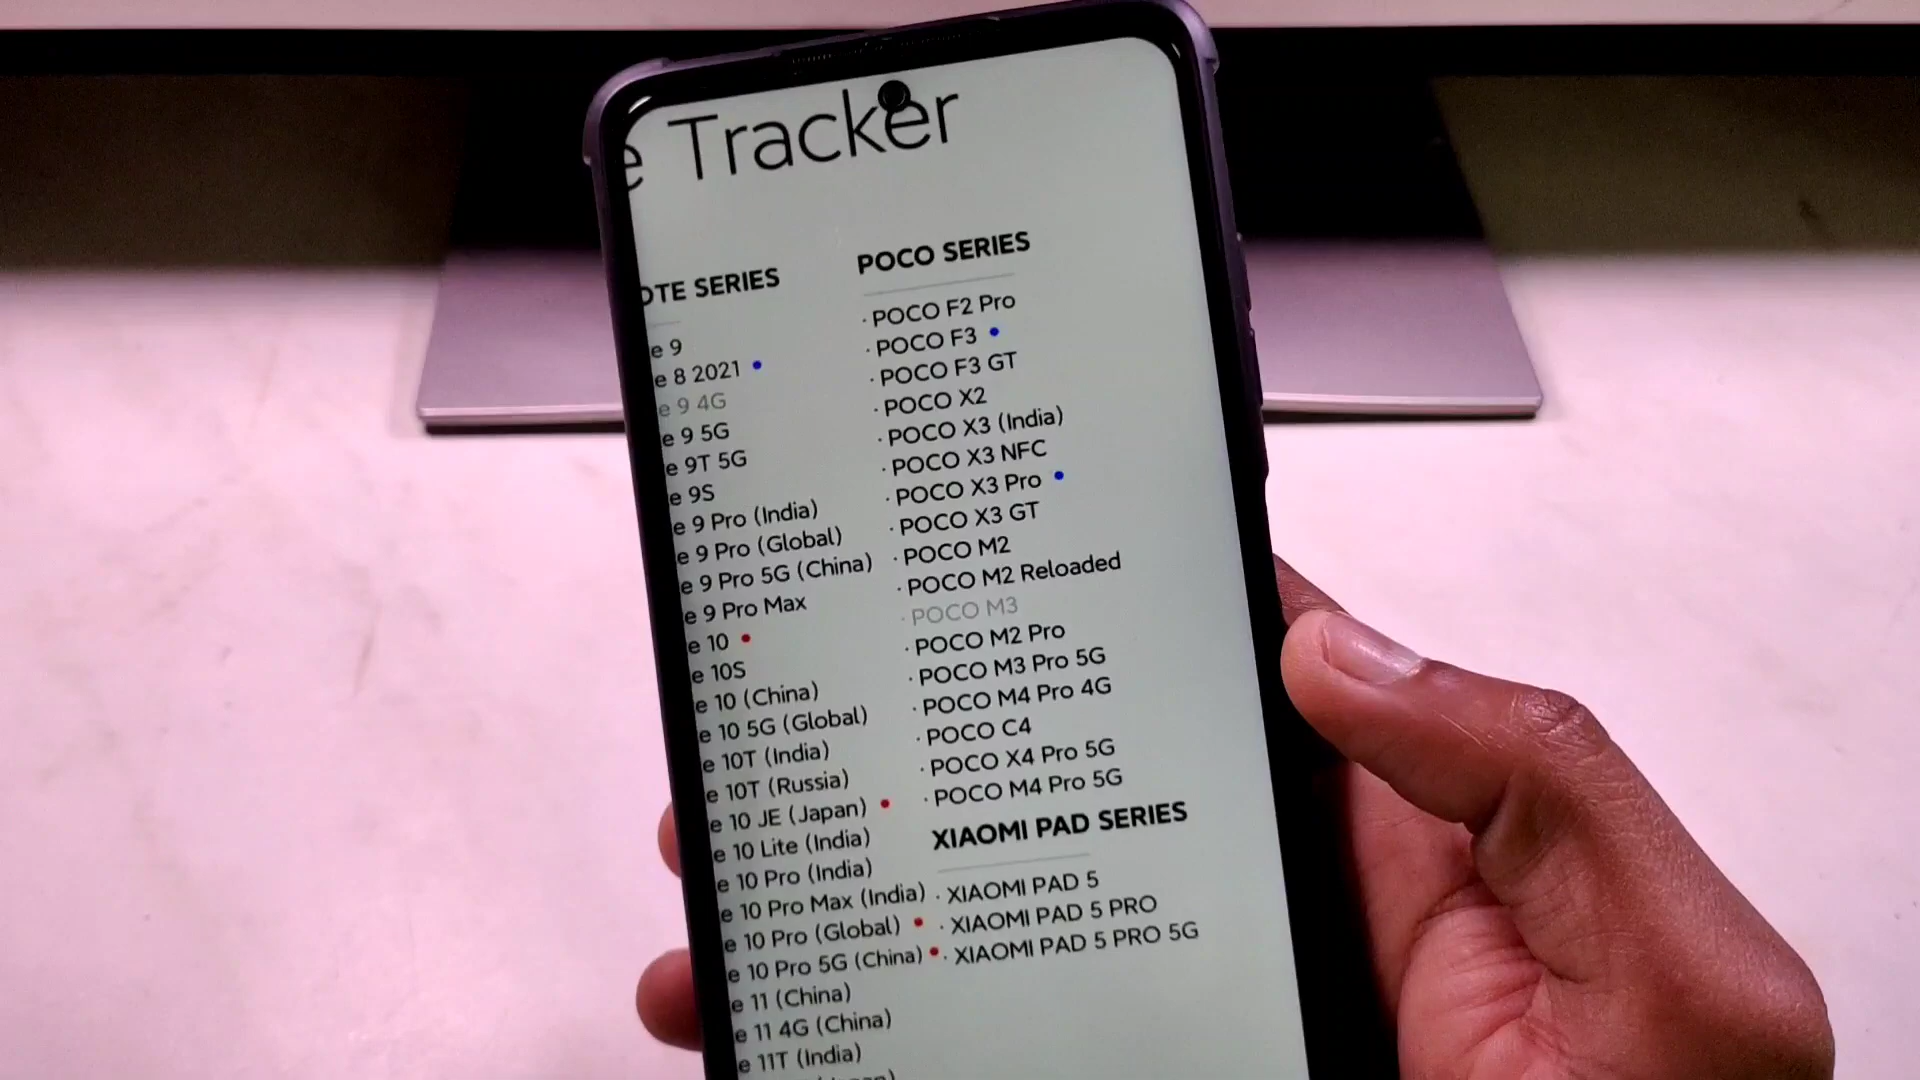 e Tracker
OTE SERIES
e 9
e 8 2021
e 9 4G
e 9 5G
e 9T 5G
e 9S
e 9 Pro (India)
e 9 Pro (Global)
e 9 Pro 5G (China)
e 9 Pro Max
e 10
e 10S
e 10 (China)
e 10 5G (Global)
e 10T (India)
e 10T (Russia)
e 10 JE (Japan)
e 10 Lite (India)
e 10 Pro (India)
e 10 Pro Max (India)
e 10 Pro (Global)
e 10 Pro 5G (China)
e 11 (China)
e 11 4G (China)
e 11T (India)
POCO SERIES
· POCO F2 Pro
· POCO F3
· POCO F3 GT
· POCO X2
· POCO X3 (India)
· POCO X3 NFC
· POCO X3 Pro
· POCO X3 GT
· POCO M2
· POCO M2 Reloaded
· POCO M3
· POCO M2 Pro
· POCO M3 Pro 5G
· POCO M4 Pro 4G
· POCO C4
· POCO X4 Pro 5G
· POCO M4 Pro 5G
XIAOMI PAD SERIES
· XIAOMI PAD 5
· XIAOMI PAD 5 PRO
· XIAOMI PAD 5 PRO 5G